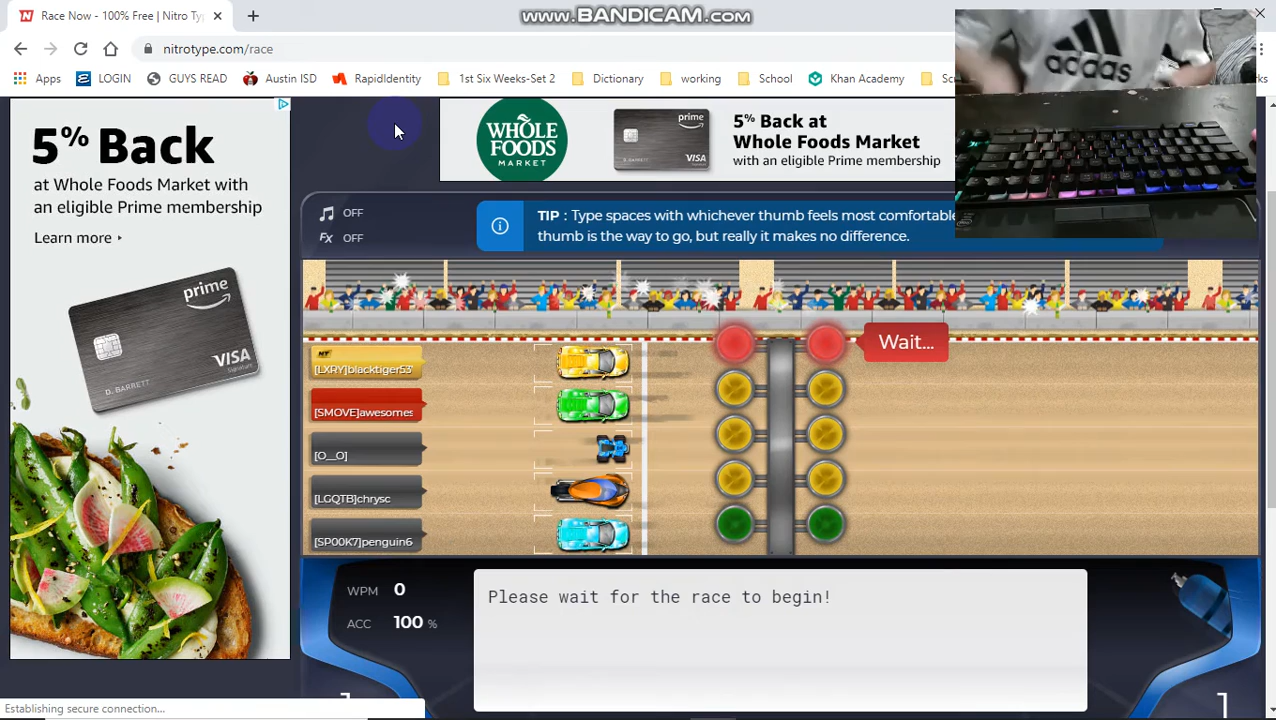 WWW.BANDICAM.COM
Race Now - 100% Free | Nitro Ty
nitrotype.com/race
Apps
LOGIN
GUYS READ
Austin ISD
RapidIdentity
1st Six Weeks-Set 2
Dictionary
working
School
Khan Academy
5% Back
at Whole Foods Market with
an eligible Prime membership
Learn more
prime
VISA
Signature
D. BARRETT
WHOLE
FOODS
MARKET
prime
VISA
5% Back at
Whole Foods Market
with an eligible Prime membership
adidas
OFF
Fx OFF
TIP : Type spaces with whichever thumb feels most comfortable
thumb is the way to go, but really it makes no difference.
Wait...
NT
[LXRY]blacktiger53
[SMOVE]awesomes
[O__O]
[LGQTB]chrysc
[SP00K7]penguin6
WPM 0
ACC 100 %
Please wait for the race to begin!
Establishing secure connection...